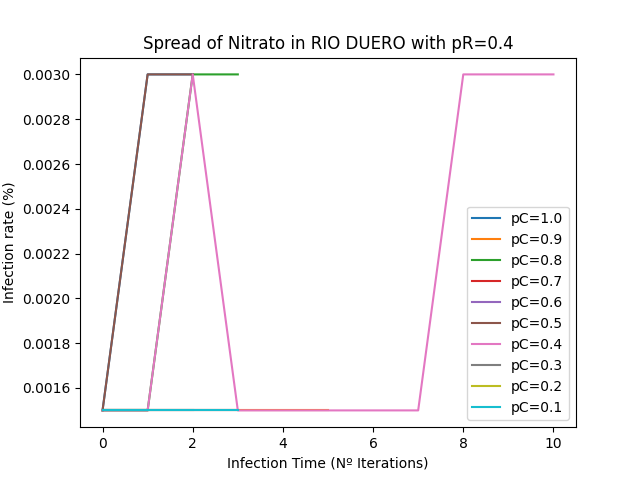 Spread of Nitrato in RIO DUERO with pR=0.4
Infection rate (%)
0.0030
0.0028
0.0026
0.0024
0.0022
0.0020
0.0018
0.0016
0 2 4 6 8 10
Infection Time (Nº Iterations)
pC=1.0
pC=0.9
pC=0.8
pC=0.7
pC=0.6
pC=0.5
pC=0.4
pC=0.3
pC=0.2
pC=0.1